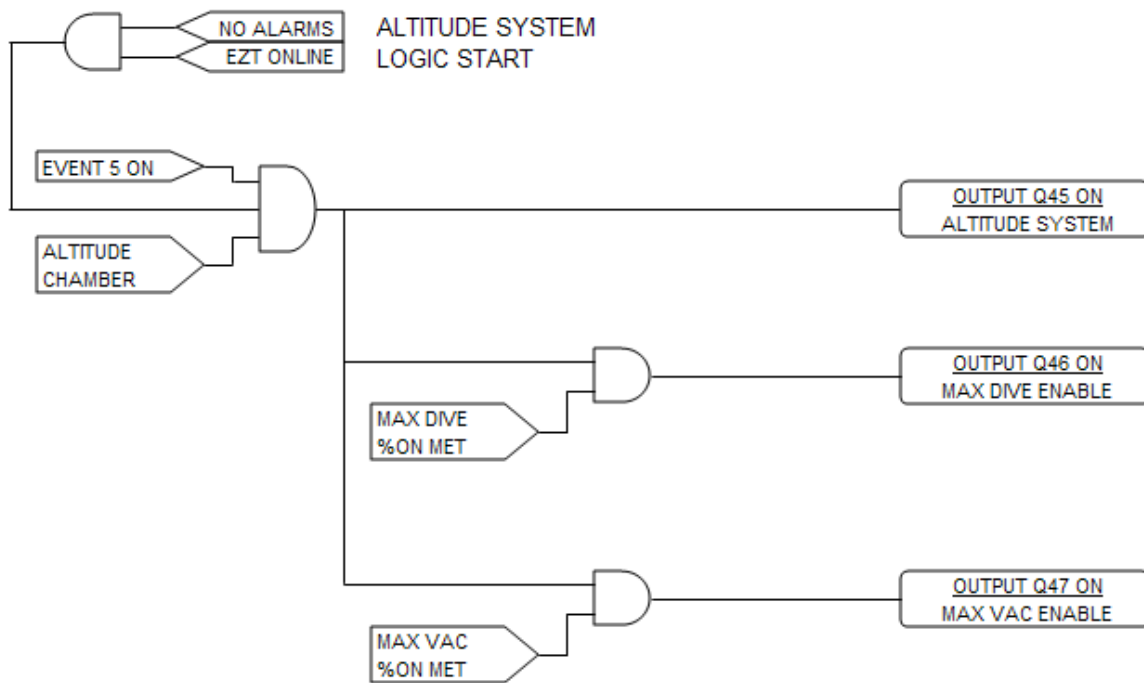 NO ALARMS
EZT ONLINE
ALTITUDE SYSTEM
LOGIC START
EVENT 5 ON
ALTITUDE
CHAMBER
OUTPUT Q45 ON
ALTITUDE SYSTEM
MAX DIVE
%ON MET
OUTPUT Q46 ON
MAX DIVE ENABLE
MAX VAC
%ON MET
OUTPUT Q47 ON
MAX VAC ENABLE